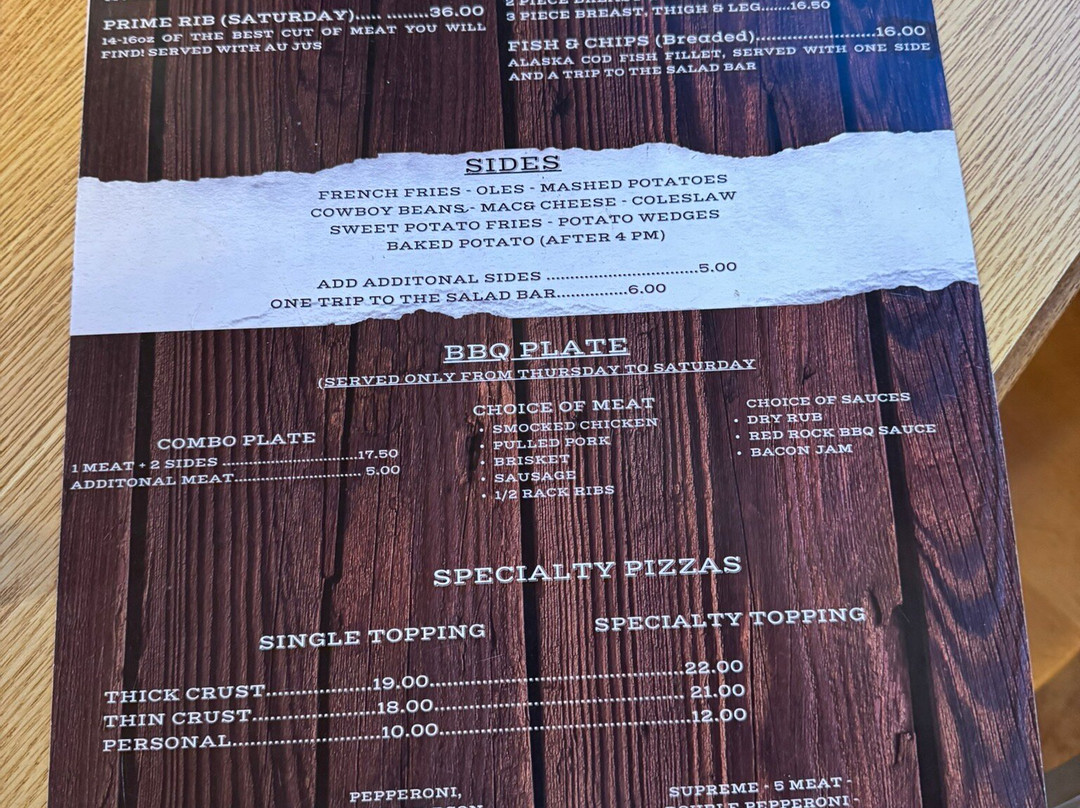 PRIME RIB (SATURDAY)..... ........36.00
14-16oz OF THE BEST CUT OF MEAT YOU WILL
FIND! SERVED WITH AU JUS
2 PIECE
3 PIECE BREAST, THIGH & LEG.......16.50
FISH & CHIPS (Breaded)........................16.00
ALASKA COD FISH FILLET, SERVED WITH ONE SIDE
AND A TRIP TO THE SALAD BAR
SIDES
FRENCH FRIES - OLES - MASHED POTATOES
COWBOY BEANS - MAC& CHEESE - COLESLAW
SWEET POTATO FRIES - POTATO WEDGES
BAKED POTATO (AFTER 4 PM)
ADD ADDITONAL SIDES ................................5.00
ONE TRIP TO THE SALAD BAR...............6.00
BBQ PLATE
(SERVED ONLY FROM THURSDAY TO SATURDAY
COMBO PLATE
1 MEAT + 2 SIDES ..............................17.50
ADDITONAL MEAT............................ 5.00
CHOICE OF MEAT
• SMOCKED CHICKEN
• PULLED PORK
• BRISKET
• SAUSAGE
• 1/2 RACK RIBS
CHOICE OF SAUCES
• DRY RUB
• RED ROCK BBQ SAUCE
• BACON JAM
SPECIALTY PIZZAS
SINGLE TOPPING
SPECIALTY TOPPING
THICK CRUST....................19.00................................................22.00
THIN CRUST........................18.00............................................... 21.00
PERSONAL............................10.00................................................12.00
PEPPERONI,
SUPREME - 5 MEAT -
DOUBLE PEPPERONI -